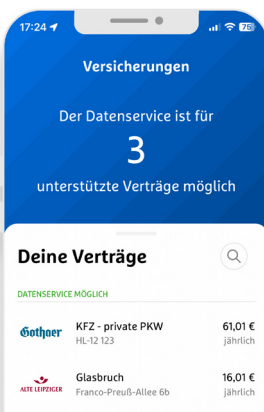 17:24
76
Versicherungen
Der Datenservice ist für
3
unterstützte Verträge möglich
Deine Verträge
DATENSERVICE MÖGLICH
Gothaer
KFZ - private PKW
61,01 €
HL-12 123
jährlich
ALTE LEIPZIGER
Glasbruch
16,01 €
Franco-Preuß-Allee 6b
jährlich